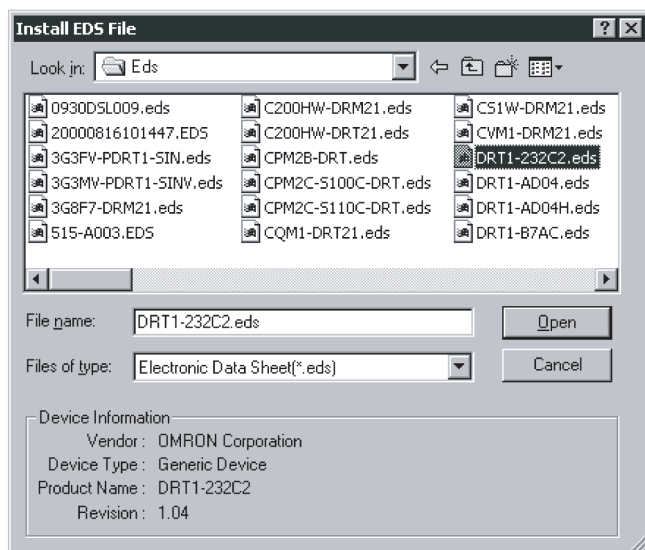 Install EDS File
Look in: Eds
0930DSL009.eds
20000816101447.EDS
3G3FV-PDRT1-SIN.eds
3G3MV-PDRT1-SINV.eds
3G8F7-DRM21.eds
515-A003.EDS
C200HW-DRM21.eds
C200HW-DRT21.eds
CPM2B-DRT.eds
CPM2C-S100C-DRT.eds
CPM2C-S110C-DRT.eds
CQM1-DRT21.eds
CS1W-DRM21.eds
CVM1-DRM21.eds
DRT1-232C2.eds
DRT1-AD04.eds
DRT1-AD04H.eds
DRT1-B7AC.eds
File name: DRT1-232C2.eds Open
Files of type: Electronic Data Sheet(*.eds) Cancel
Device Information
Vendor : OMRON Corporation
Device Type : Generic Device
Product Name : DRT1-232C2
Revision : 1.04